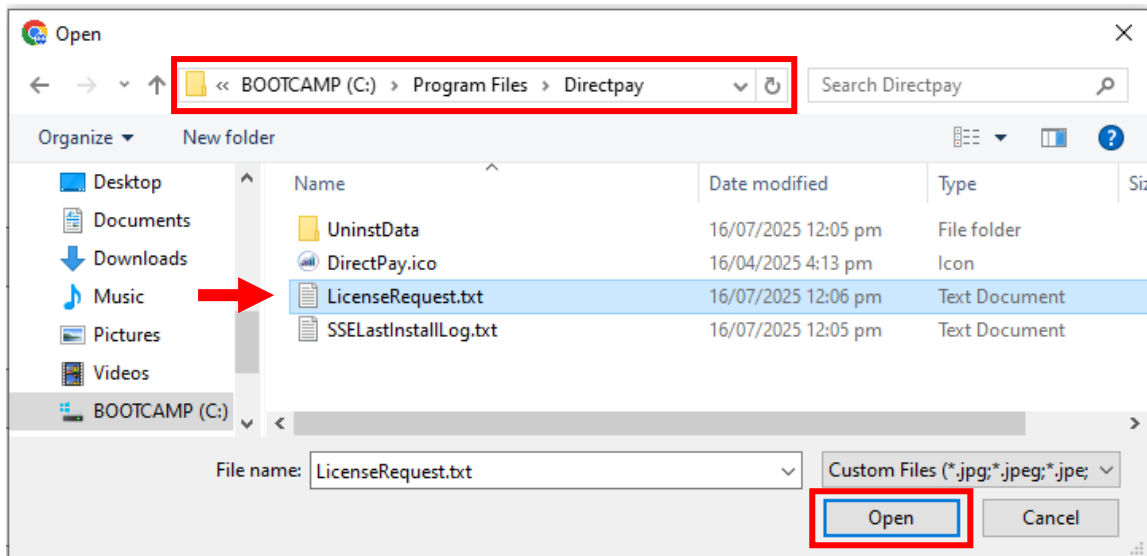 Open
« BOOTCAMP (C:) › Program Files › Directpay
Search Directpay
Organize
New folder
Name Date modified Type Siz
Desktop
Documents
Downloads
Music
Pictures
Videos
BOOTCAMP (C:)
UninstData 16/07/2025 12:05 pm File folder
DirectPay.ico 16/04/2025 4:13 pm Icon
LicenseRequest.txt 16/07/2025 12:06 pm Text Document
SSELastInstallLog.txt 16/07/2025 12:05 pm Text Document
File name: LicenseRequest.txt
Custom Files (*.jpg;*.jpeg;*.jpe;
Open Cancel